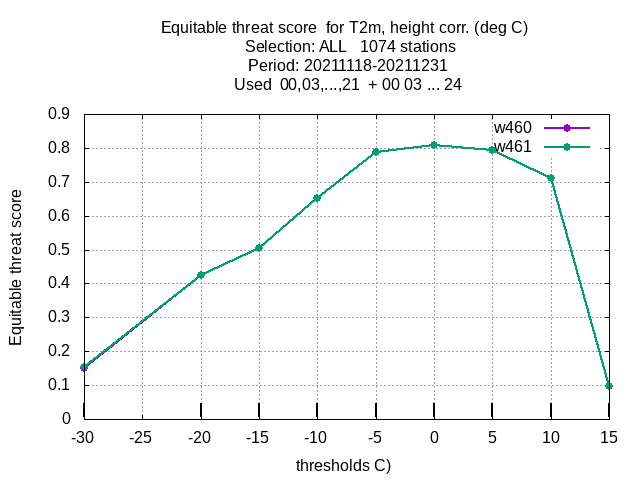 Equitable threat score  for T2m, height corr. (deg C)
Selection: ALL   1074 stations
Period: 20211118-20211231
Used  00,03,...,21  + 00 03 ... 24
w460
w461
Equitable threat score
0.9
0.8
0.7
0.6
0.5
0.4
0.3
0.2
0.1
0
-30 -25 -20 -15 -10 -5 0 5 10 15
thresholds C)